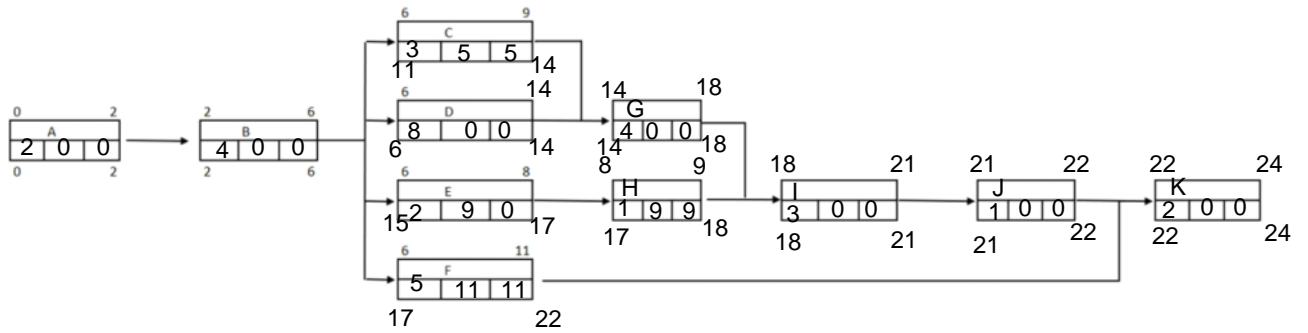 6 9
C
3 5 5
11 14
6 14
D
8 0 0
6 14
0 2
A
2 0 0
0 2
2 6
B
4 0 0
2 6
14 18
G
4 0 0
14 18
6 8
E
2 9 0
15 17
8 9
H
1 9 9
17 18
18 21
I
3 0 0
18 21
21 22
J
1 0 0
21 22
22 24
K
2 0 0
22 24
6 11
F
5 11 11
17 22